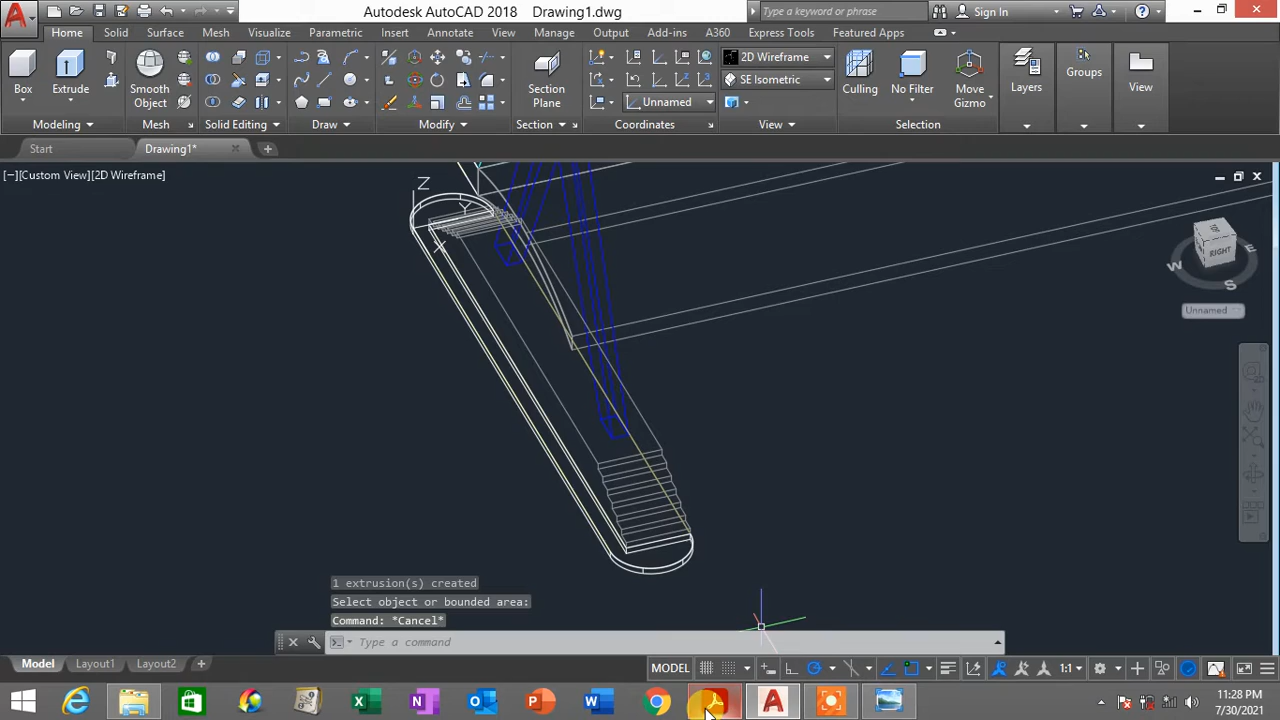 Autodesk AutoCAD 2018 Drawing1.dwg
Type a keyword or phrase
Sign In
Home Solid Surface Mesh Visualize Parametric Insert Annotate View Manage Output Add-ins A360 Express Tools Featured Apps
2D Wireframe
SE Isometric
Unnamed
Box Extrude Smooth Object Section Plane Culling No Filter Move Gizmo Layers Groups View
Modeling Mesh Solid Editing Draw Modify Section Coordinates View Selection
Start Drawing1*
[−][Custom View][2D Wireframe]
Z
Y
X
TOP
RIGHT
W E S
Unnamed
1 extrusion(s) created
Select object or bounded area:
Command: *Cancel*
Type a command
Model Layout1 Layout2
MODEL 1:1
11:28 PM
7/30/2021